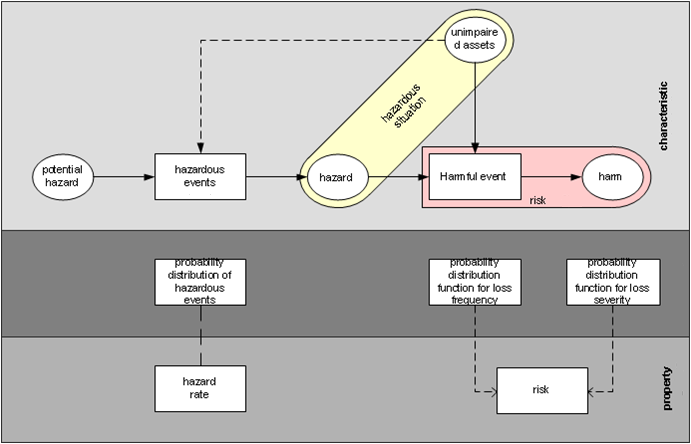 unimpaire
d assets
hazardous
situation
characteristic
potential
hazard
hazardous
events
hazard
Harmful event
harm
risk
probability
distribution of
hazardous
events
probability
distribution
function for loss
frequency
probability
distribution
function for loss
severity
hazard
rate
risk
property